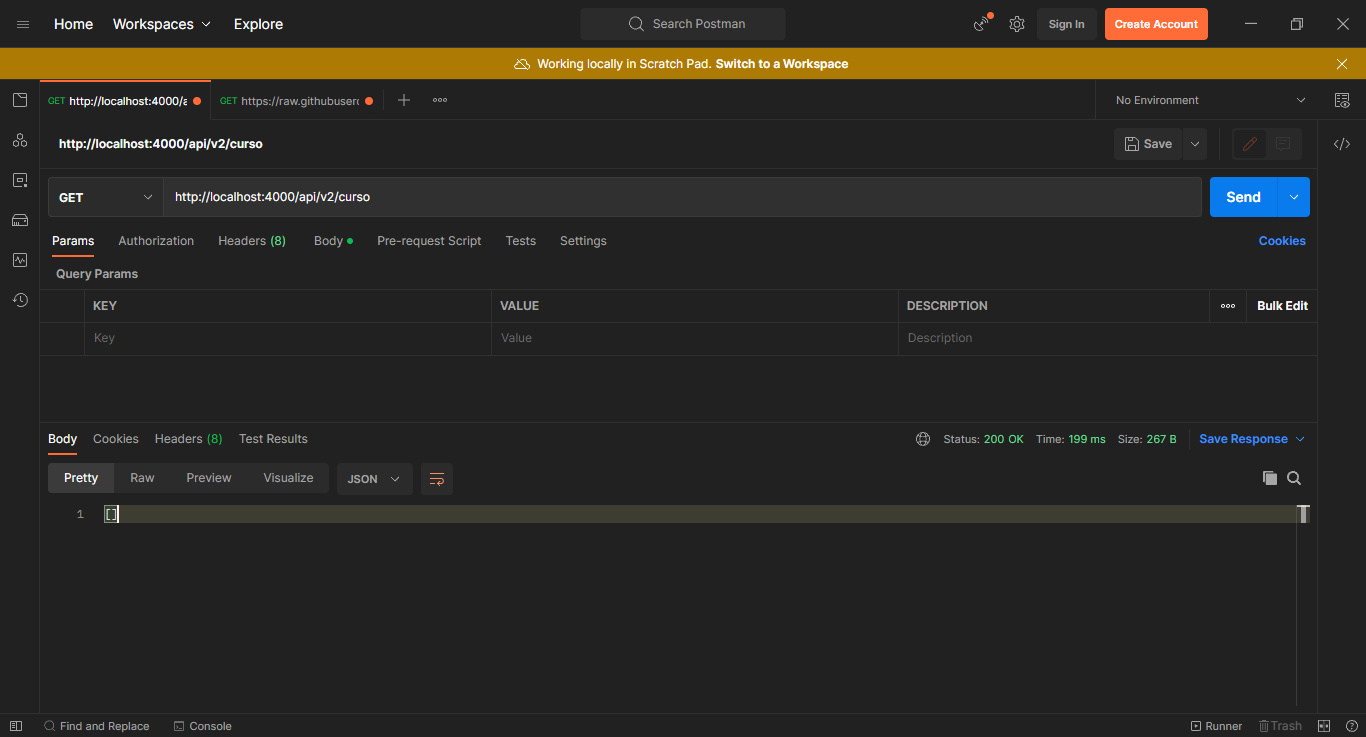 Home Workspaces Explore Search Postman Sign In Create Account
Working locally in Scratch Pad. Switch to a Workspace
GET http://localhost:4000/a GET https://raw.githubuserc No Environment
http://localhost:4000/api/v2/curso Save
GET http://localhost:4000/api/v2/curso Send
Params Authorization Headers (8) Body Pre-request Script Tests Settings Cookies
Query Params
KEY VALUE DESCRIPTION Bulk Edit
Key Value Description
Body Cookies Headers (8) Test Results Status: 200 OK Time: 199 ms Size: 267 B Save Response
Pretty Raw Preview Visualize JSON
1 []
Find and Replace Console Runner Trash